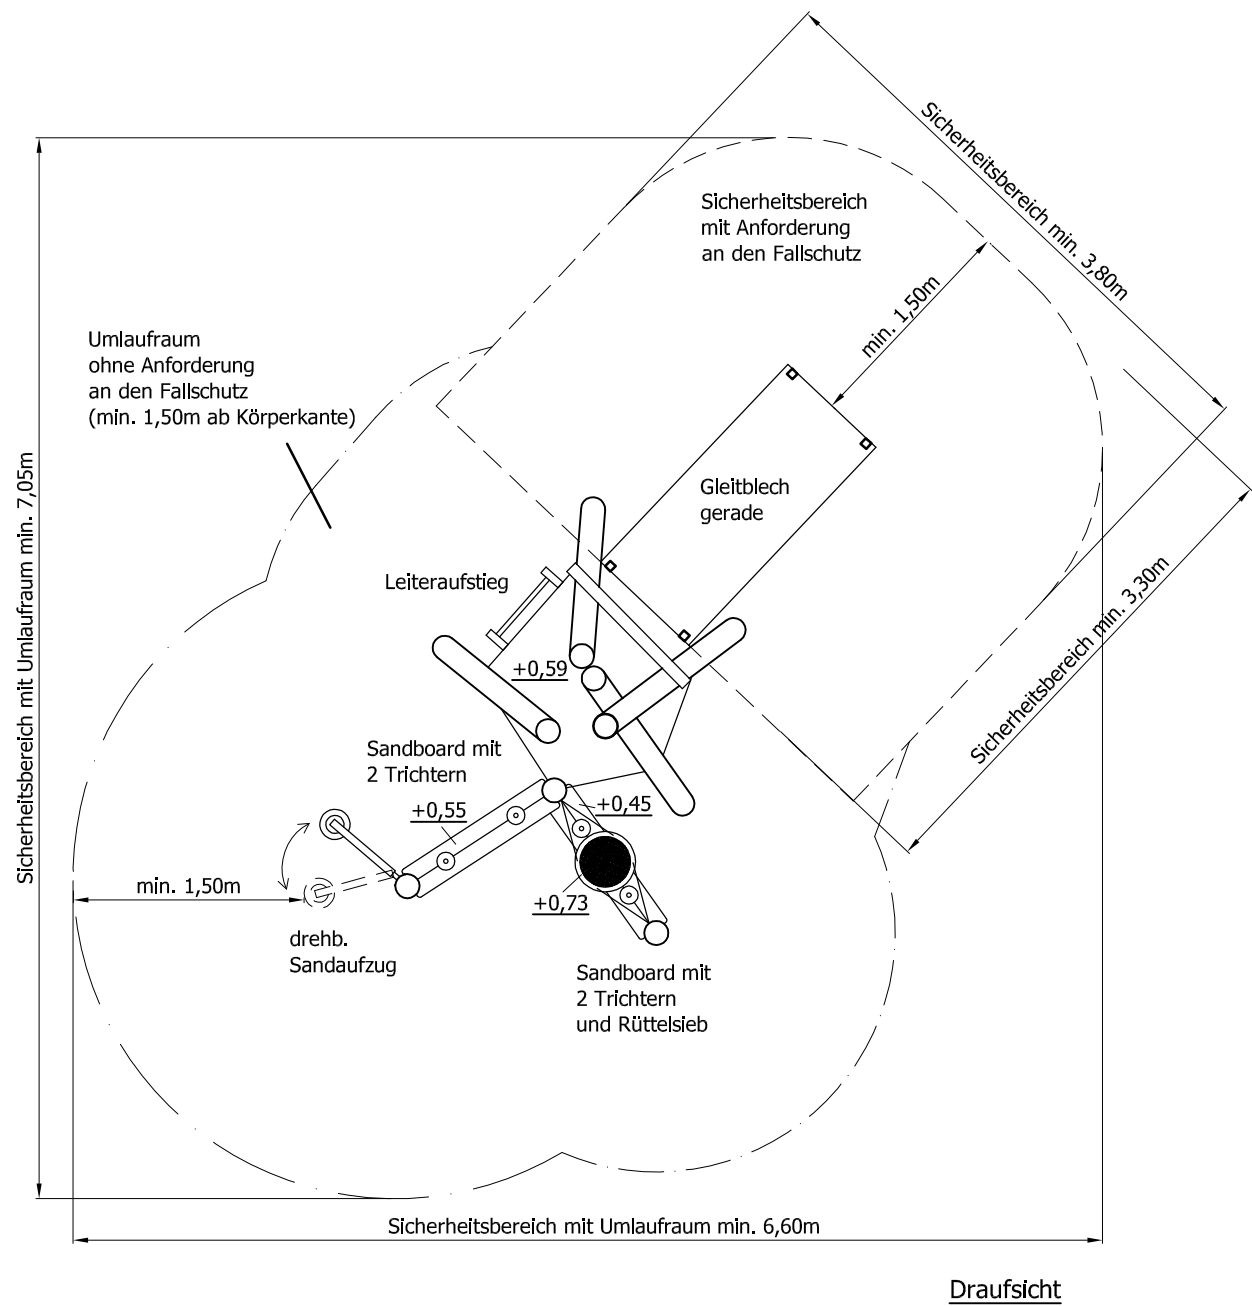 Sicherheitsbereich min. 3,80m
Sicherheitsbereich
mit Anforderung
an den Fallschutz
min. 1,50m
Umlaufraum
ohne Anforderung
an den Fallschutz
(min. 1,50m ab Körperkante)
Gleitblech
gerade
Sicherheitsbereich mit Umlaufraum min. 7,05m
Leiteraufstieg
Sicherheitsbereich min. 3,30m
+0,59
Sandboard mit
2 Trichtern
+0,55
+0,45
min. 1,50m
+0,73
drehb.
Sandaufzug
Sandboard mit
2 Trichtern
und Rüttelsieb
Sicherheitsbereich mit Umlaufraum min. 6,60m
Draufsicht